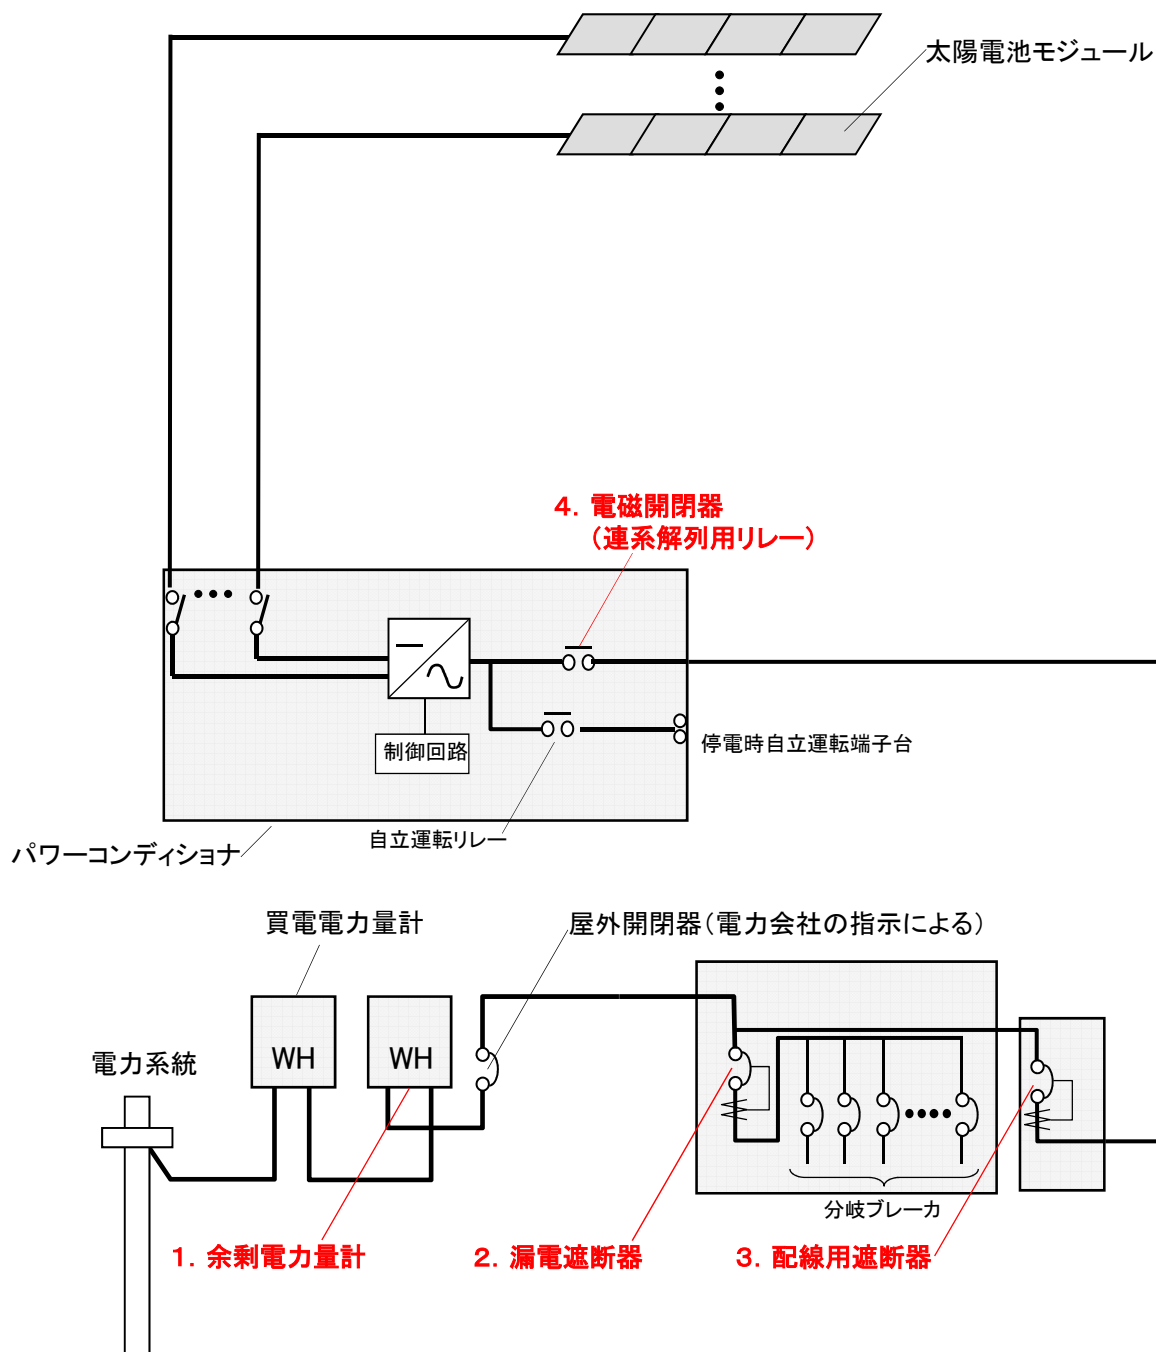 太陽電池モジュール
4．電磁開閉器
（連系解列用リレー）
制御回路
停電時自立運転端子台
自立運転リレー
パワーコンディショナ
買電電力量計
屋外開閉器（電力会社の指示による）
WH
WH
電力系統
分岐ブレーカ
1．余剰電力量計
2．漏電遮断器
3．配線用遮断器